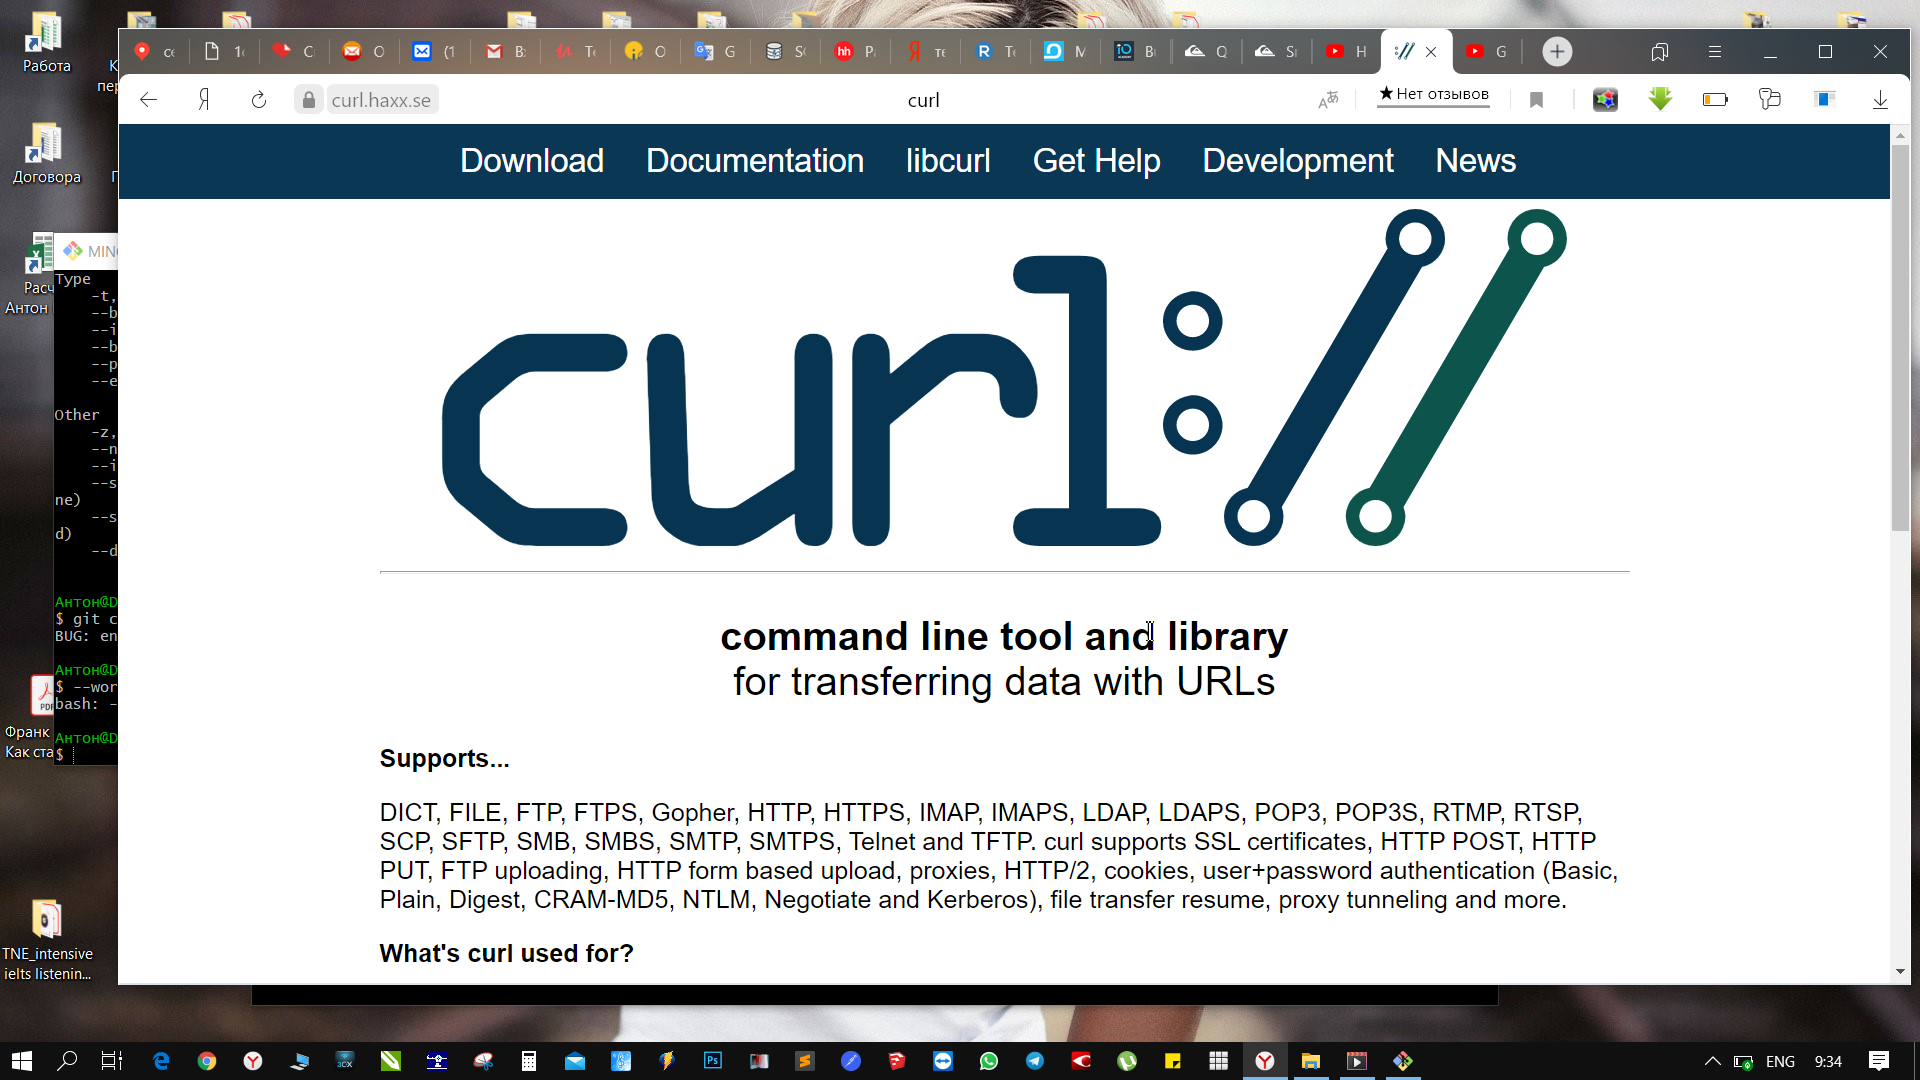 Работа
Договора
Расч
Антон
Франк
Как ста
TNE_intensive
ielts listenin...
curl.haxx.se
curl
Нет отзывов
Download Documentation libcurl Get Help Development News
curl://
command line tool and library
for transferring data with URLs
Supports...
DICT, FILE, FTP, FTPS, Gopher, HTTP, HTTPS, IMAP, IMAPS, LDAP, LDAPS, POP3, POP3S, RTMP, RTSP,
SCP, SFTP, SMB, SMBS, SMTP, SMTPS, Telnet and TFTP. curl supports SSL certificates, HTTP POST, HTTP
PUT, FTP uploading, HTTP form based upload, proxies, HTTP/2, cookies, user+password authentication (Basic,
Plain, Digest, CRAM-MD5, NTLM, Negotiate and Kerberos), file transfer resume, proxy tunneling and more.
What's curl used for?
Type
-t,
--b
--i
--b
--p
--e
Other
-z,
--n
--i
--s
ne)
--s
d)
--d
Антон@D
$ git c
BUG: en
Антон@D
$ --wor
bash: -
Антон@D
$
ENG 9:34